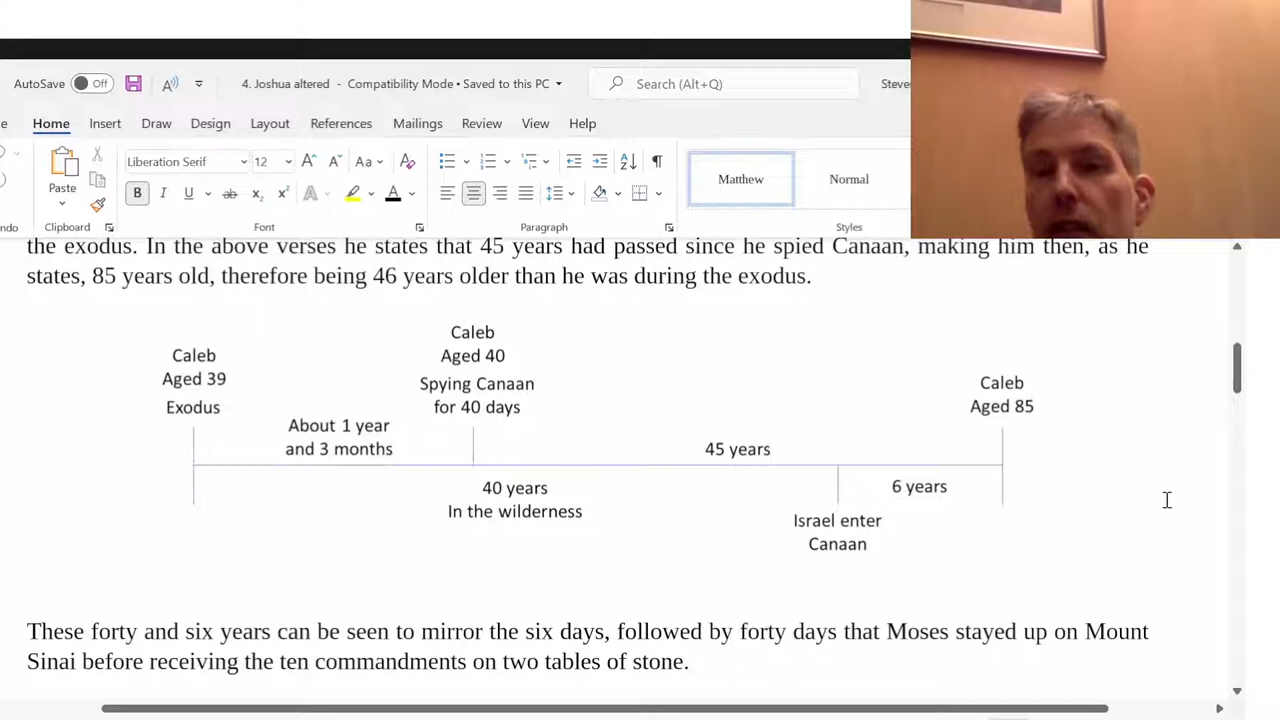 AutoSave Off 4. Joshua altered - Compatibility Mode • Saved to this PC Search (Alt+Q)
Home Insert Draw Design Layout References Mailings Review View Help
Liberation Serif 12 Aa
Paste B I U ab x₂ x² A A Matthew Normal
Clipboard Font Paragraph Styles
the exodus. In the above verses he states that 45 years had passed since he spied Canaan, making him then, as he
states, 85 years old, therefore being 46 years older than he was during the exodus.
Caleb
Aged 39
Exodus
About 1 year
and 3 months
Caleb
Aged 40
Spying Canaan
for 40 days
45 years
Caleb
Aged 85
40 years
In the wilderness
6 years
Israel enter
Canaan
These forty and six years can be seen to mirror the six days, followed by forty days that Moses stayed up on Mount
Sinai before receiving the ten commandments on two tables of stone.